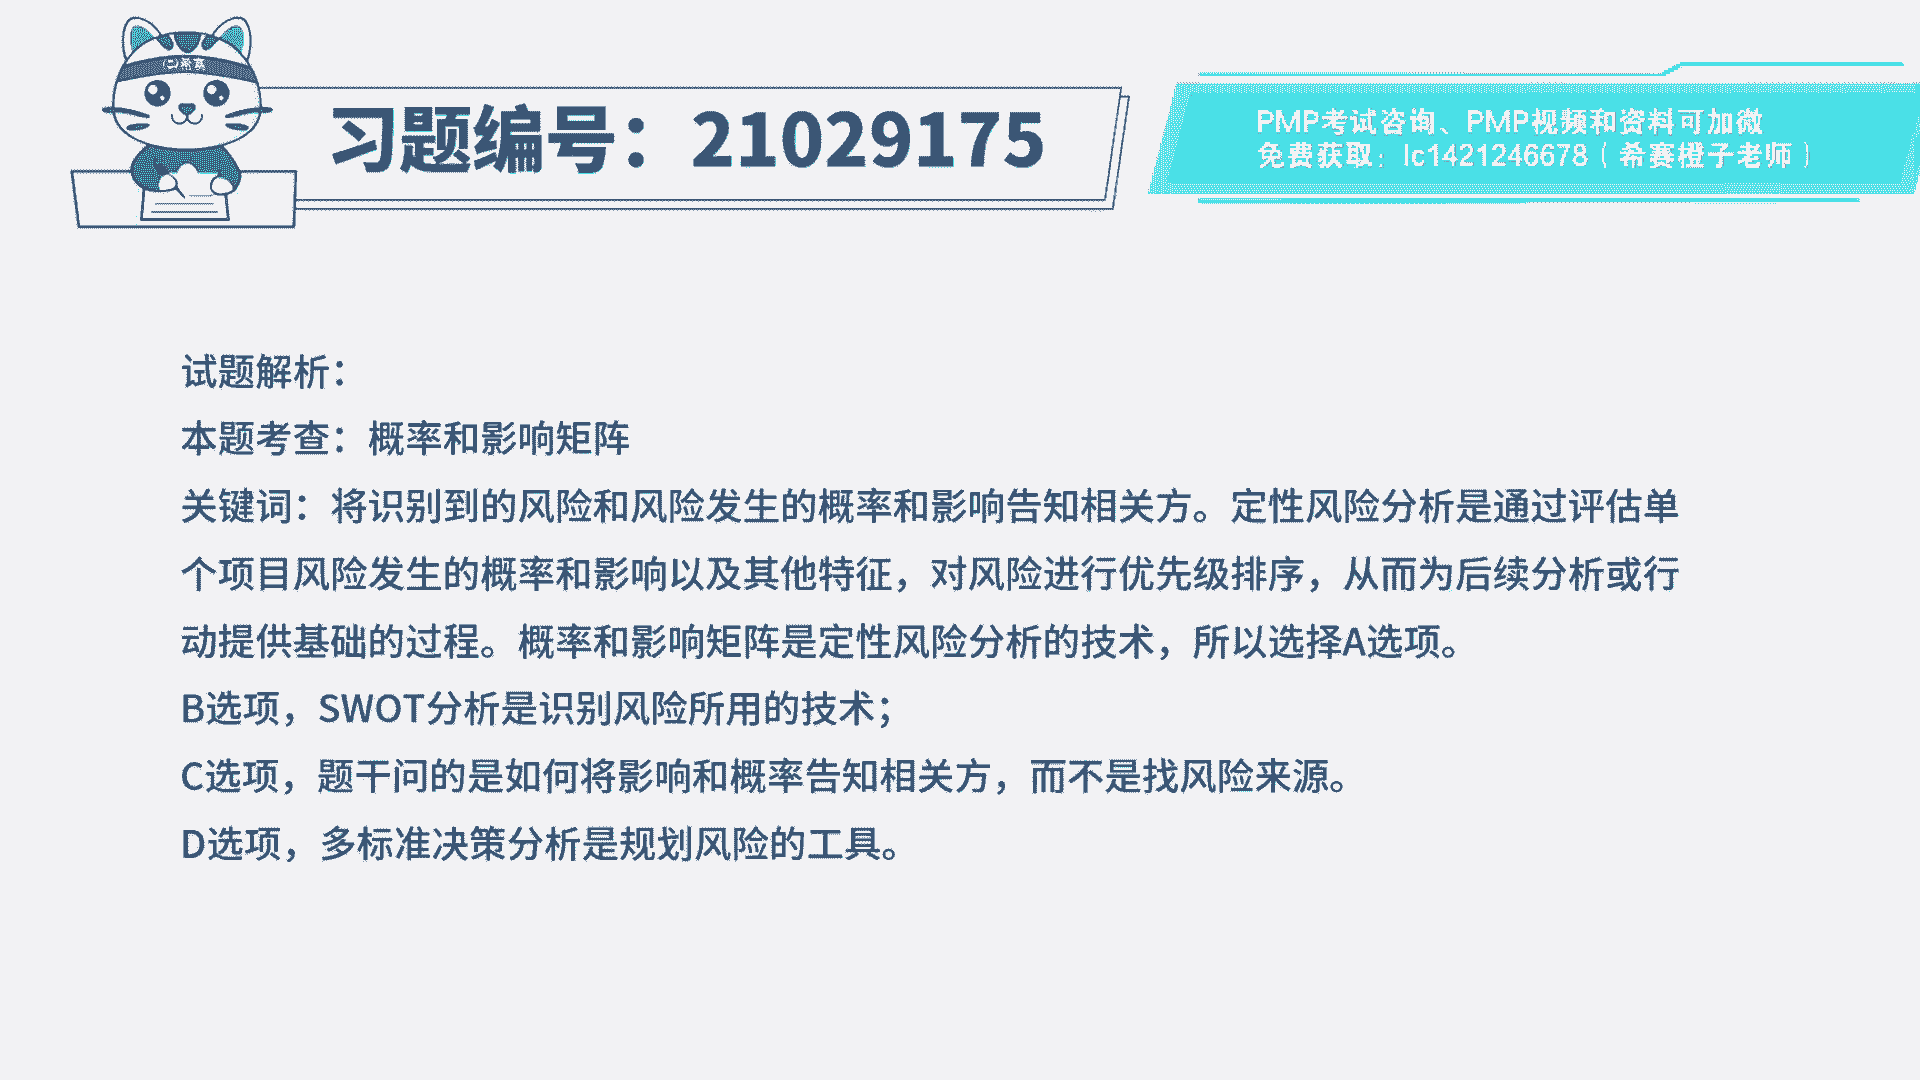 希赛
习题编号：21029175
PMP考试咨询、PMP视频和资料可加微
免费获取：lc1421246678（希赛橙子老师）
试题解析：
本题考查：概率和影响矩阵
关键词：将识别到的风险和风险发生的概率和影响告知相关方。定性风险分析是通过评估单
个项目风险发生的概率和影响以及其他特征，对风险进行优先级排序，从而为后续分析或行
动提供基础的过程。概率和影响矩阵是定性风险分析的技术，所以选择A选项。
B选项，SWOT分析是识别风险所用的技术；
C选项，题干问的是如何将影响和概率告知相关方，而不是找风险来源。
D选项，多标准决策分析是规划风险的工具。